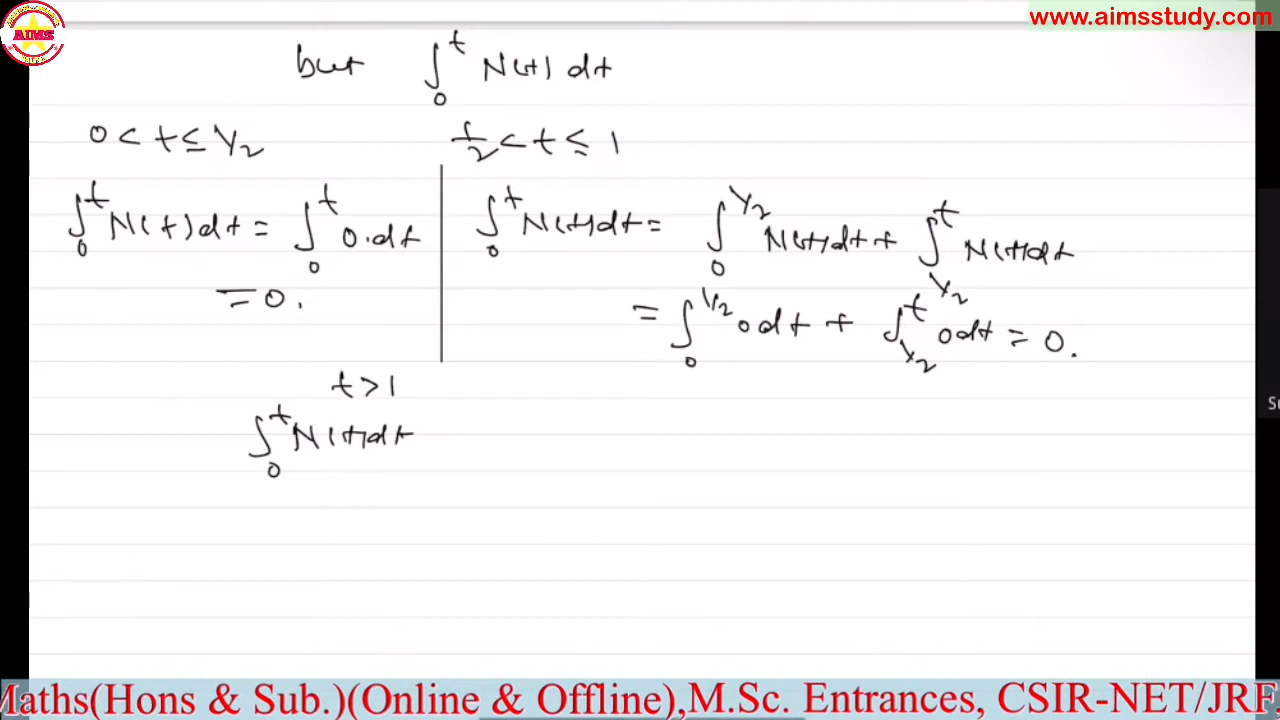 AIMS
www.aimsstudy.com
but ∫₀ᵗ N(t) dt
0 < t ≤ 1/2
1/2 < t ≤ 1
∫₀ᵗ N(t) dt = ∫₀ᵗ 0.dt
= 0.
∫₀ᵗ N(t) dt = ∫₀^{1/2} N(t) dt + ∫_{1/2}^t N(t) dt
= ∫₀^{1/2} 0 dt + ∫_{1/2}^t 0 dt = 0.
t > 1
∫₀ᵗ N(t) dt
Maths(Hons & Sub.)(Online & Offline),M.Sc. Entrances, CSIR-NET/JRF.